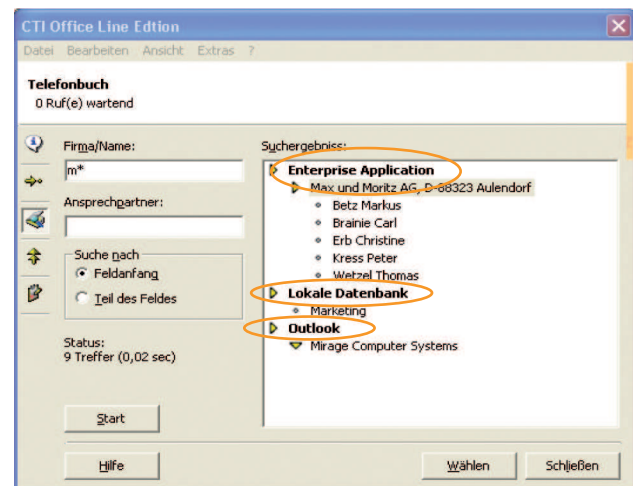 CTI Office Line Edtion
Datei Bearbeiten Ansicht Extras ?
Telefonbuch
0 Ruf(e) wartend
Firma/Name:
m*
Ansprechpartner:
Suche nach
Feldanfang
Teil des Feldes
Status:
9 Treffer (0,02 sec)
Start
Hilfe
Suchergebniss:
Enterprise Application
Max und Moritz AG, D-88323 Aulendorf
Betz Markus
Brainie Carl
Erb Christine
Kress Peter
Wetzel Thomas
Lokale Datenbank
Marketing
Outlook
Mirage Computer Systems
Wählen
Schließen